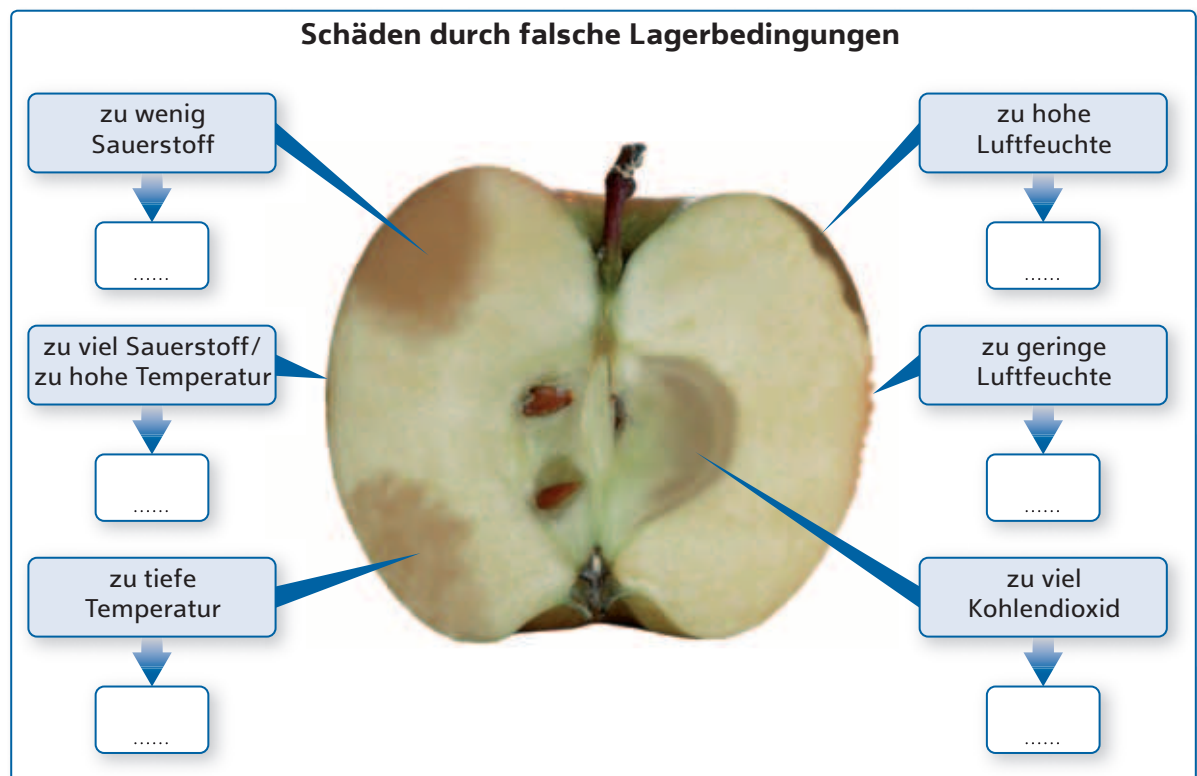 Schäden durch falsche Lagerbedingungen
zu wenig
Sauerstoff
......
zu viel Sauerstoff/
zu hohe Temperatur
......
zu tiefe
Temperatur
......
zu hohe
Luftfeuchte
......
zu geringe
Luftfeuchte
......
zu viel
Kohlendioxid
......